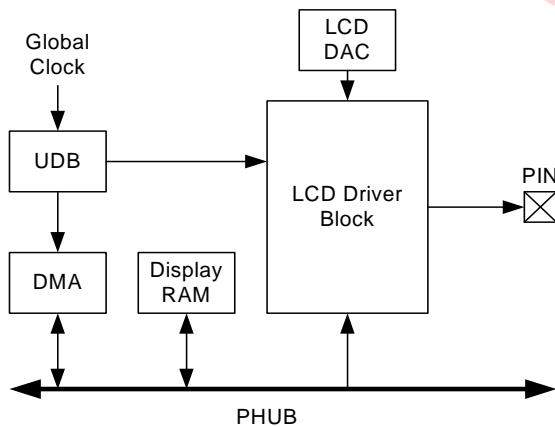 LCD
DAC
Global
Clock
UDB
LCD Driver
Block
PIN
DMA
Display
RAM
PHUB